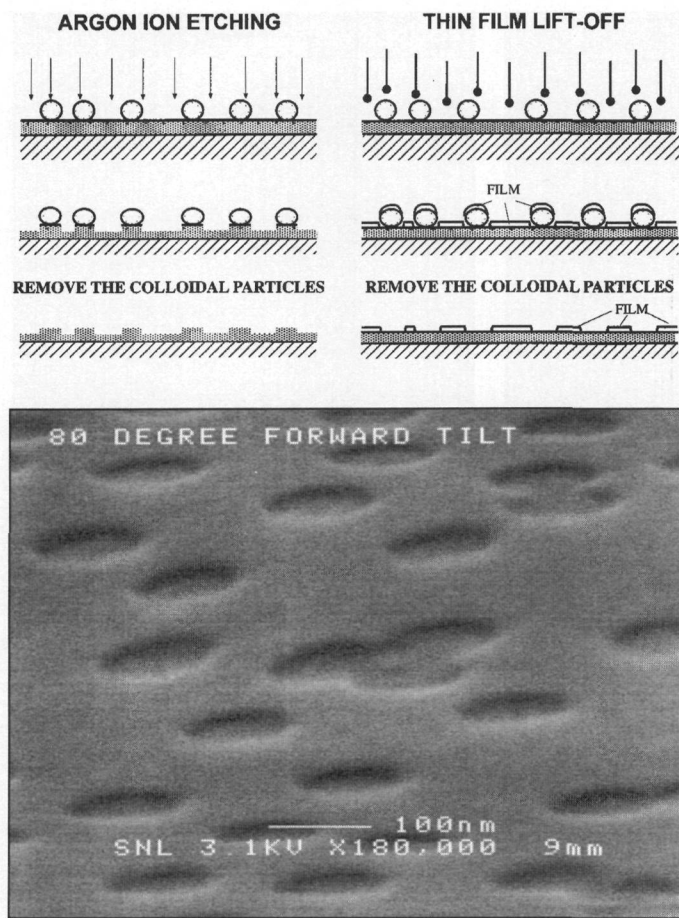 ARGON ION ETCHING
THIN FILM LIFT-OFF
FILM
REMOVE THE COLLOIDAL PARTICLES
REMOVE THE COLLOIDAL PARTICLES
FILM
80 DEGREE FORWARD TILT
100nm
SNL 3.1KV X180,000 9mm